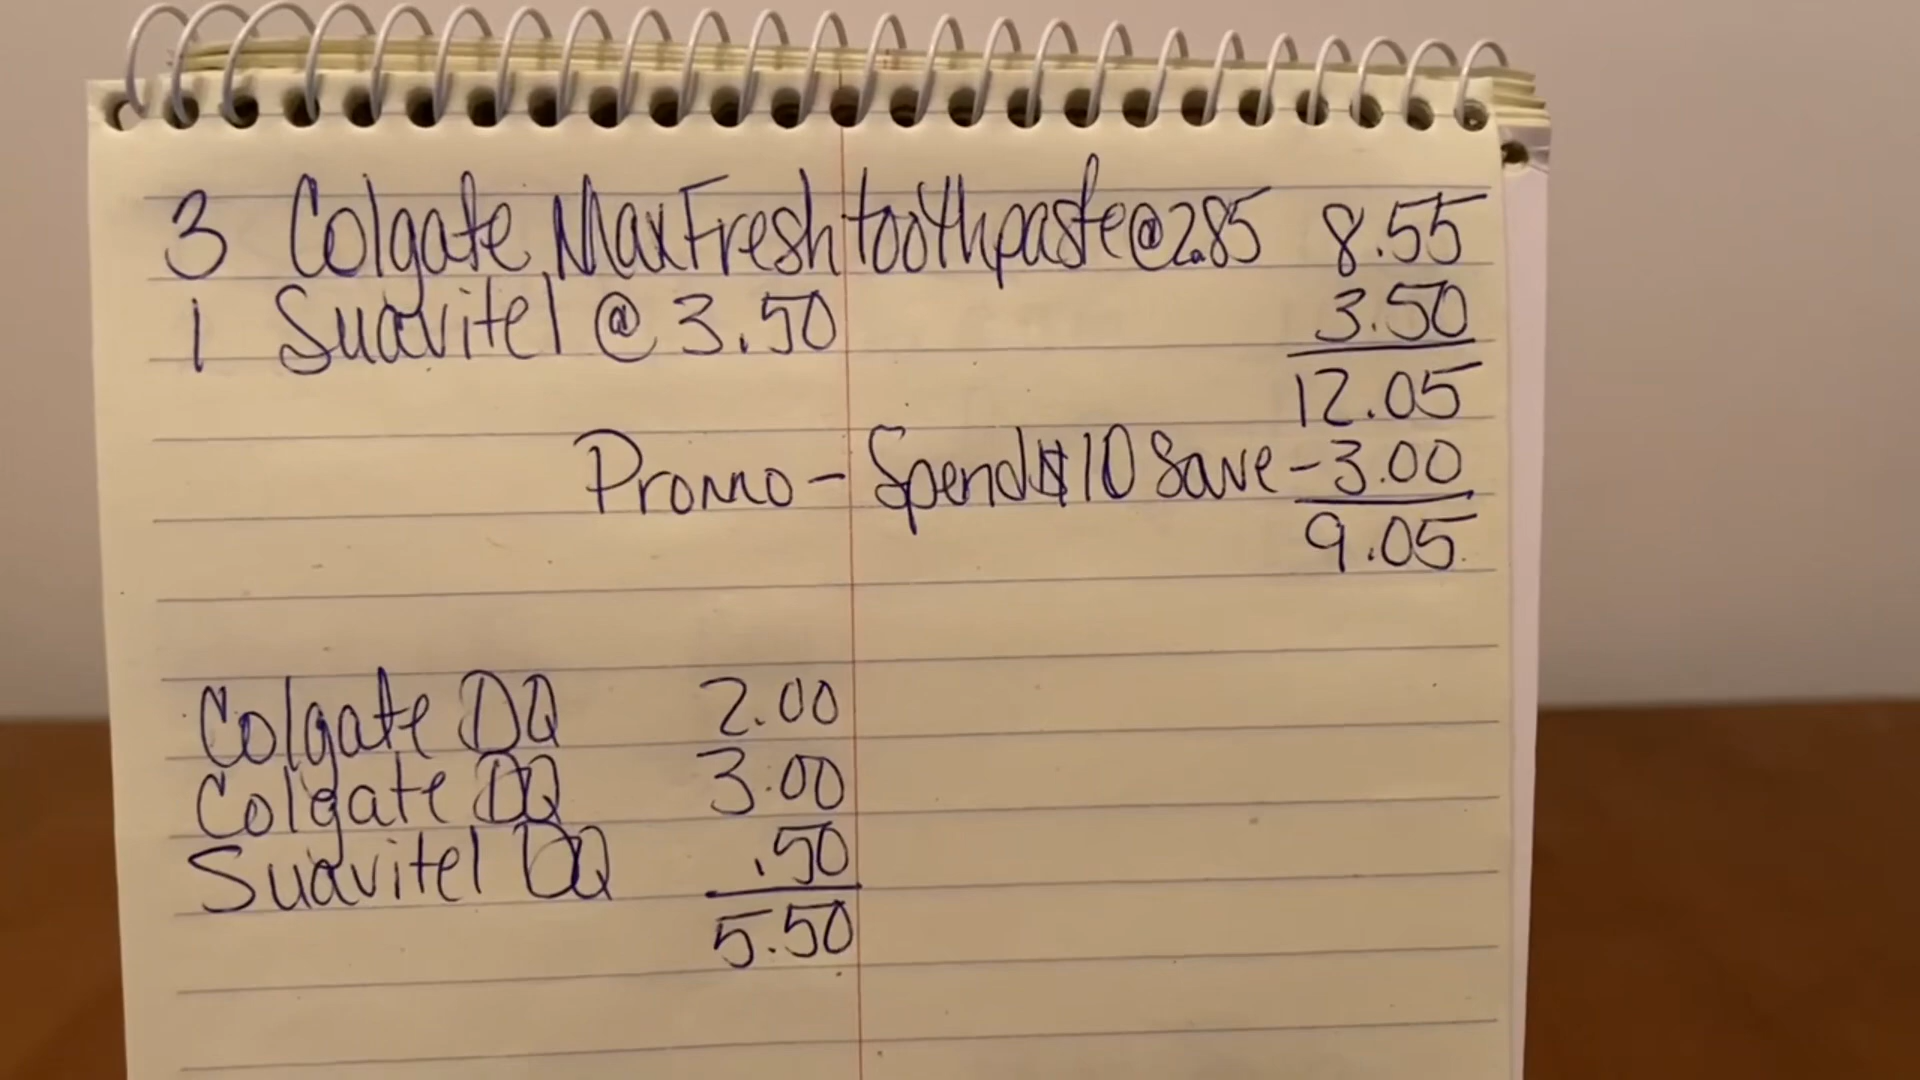 3 Colgate MaxFresh toothpaste @ 2.85 8.55
1 Suavitel @ 3.50 3.50
12.05
Promo - Spend $10 Save -3.00
9.05
Colgate DQ 2.00
Colgate DQ 3.00
Suavitel DQ .50
5.50